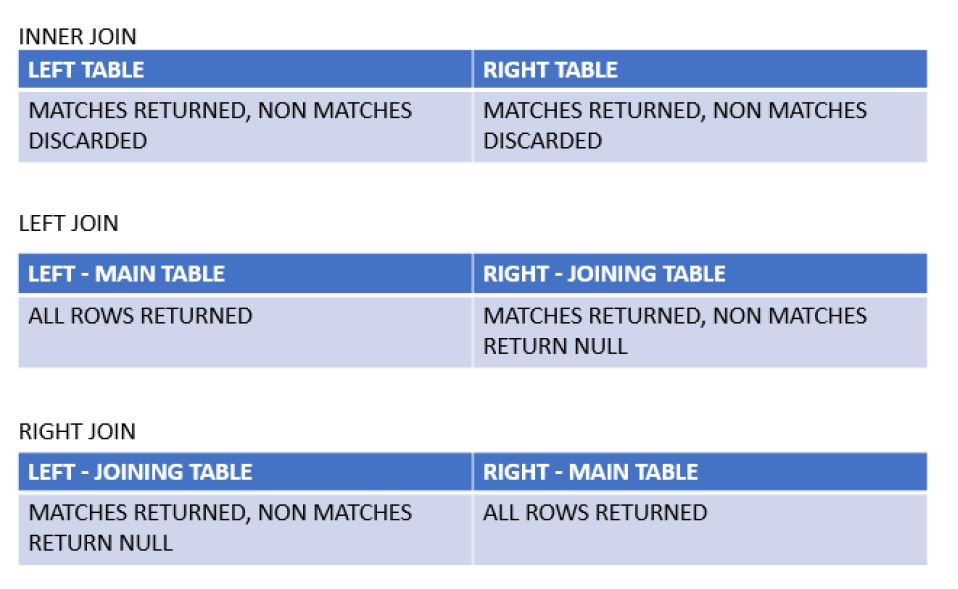 INNER JOIN
LEFT TABLE
RIGHT TABLE
MATCHES RETURNED, NON MATCHES
DISCARDED
MATCHES RETURNED, NON MATCHES
DISCARDED
LEFT JOIN
LEFT - MAIN TABLE
RIGHT - JOINING TABLE
ALL ROWS RETURNED
MATCHES RETURNED, NON MATCHES
RETURN NULL
RIGHT JOIN
LEFT - JOINING TABLE
RIGHT - MAIN TABLE
MATCHES RETURNED, NON MATCHES
RETURN NULL
ALL ROWS RETURNED